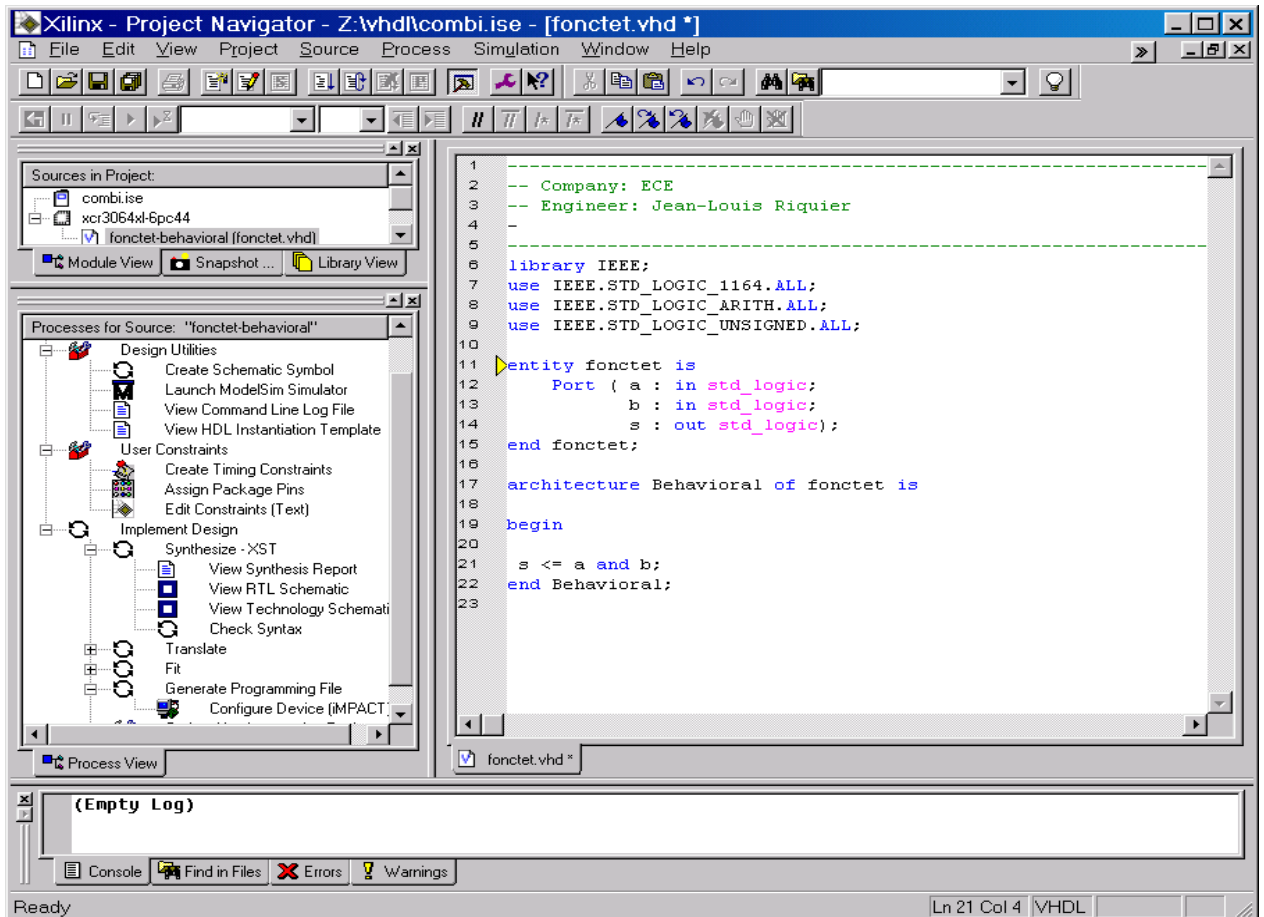 Xilinx - Project Navigator - Z:\vhdl\combi.ise - [fonctet.vhd *]
File Edit View Project Source Process Simulation Window Help »
Sources in Project:
combi.ise
xcr3064xl-6pc44
fonctet-behavioral (fonctet.vhd)
Module View Snapshot ... Library View
Processes for Source: "fonctet-behavioral"
Design Utilities
Create Schematic Symbol
Launch ModelSim Simulator
View Command Line Log File
View HDL Instantiation Template
User Constraints
Create Timing Constraints
Assign Package Pins
Edit Constraints (Text)
Implement Design
Synthesize - XST
View Synthesis Report
View RTL Schematic
View Technology Schemati
Check Syntax
Translate
Fit
Generate Programming File
Configure Device (iMPACT)
Process View
1 ----------------------------------------------------------------
2 -- Company: ECE
3 -- Engineer: Jean-Louis Riquier
4 -
5 ----------------------------------------------------------------
6 library IEEE;
7 use IEEE.STD_LOGIC_1164.ALL;
8 use IEEE.STD_LOGIC_ARITH.ALL;
9 use IEEE.STD_LOGIC_UNSIGNED.ALL;
10
11 entity fonctet is
12 Port ( a : in std_logic;
13 b : in std_logic;
14 s : out std_logic);
15 end fonctet;
16
17 architecture Behavioral of fonctet is
18
19 begin
20
21 s <= a and b;
22 end Behavioral;
23
fonctet.vhd *
(Empty Log)
Console Find in Files Errors Warnings
Ready Ln 21 Col 4 VHDL